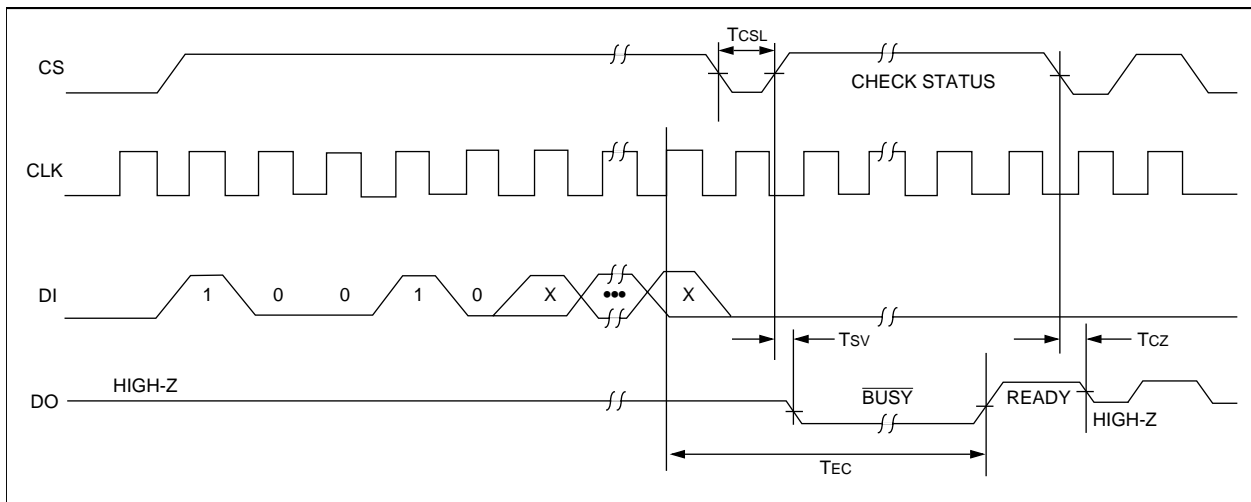 TCSL
CS
CHECK STATUS
CLK
DI
1 0 0 1 0 X ••• X
TSV
TCZ
HIGH-Z
DO
BUSY
READY
HIGH-Z
TEC